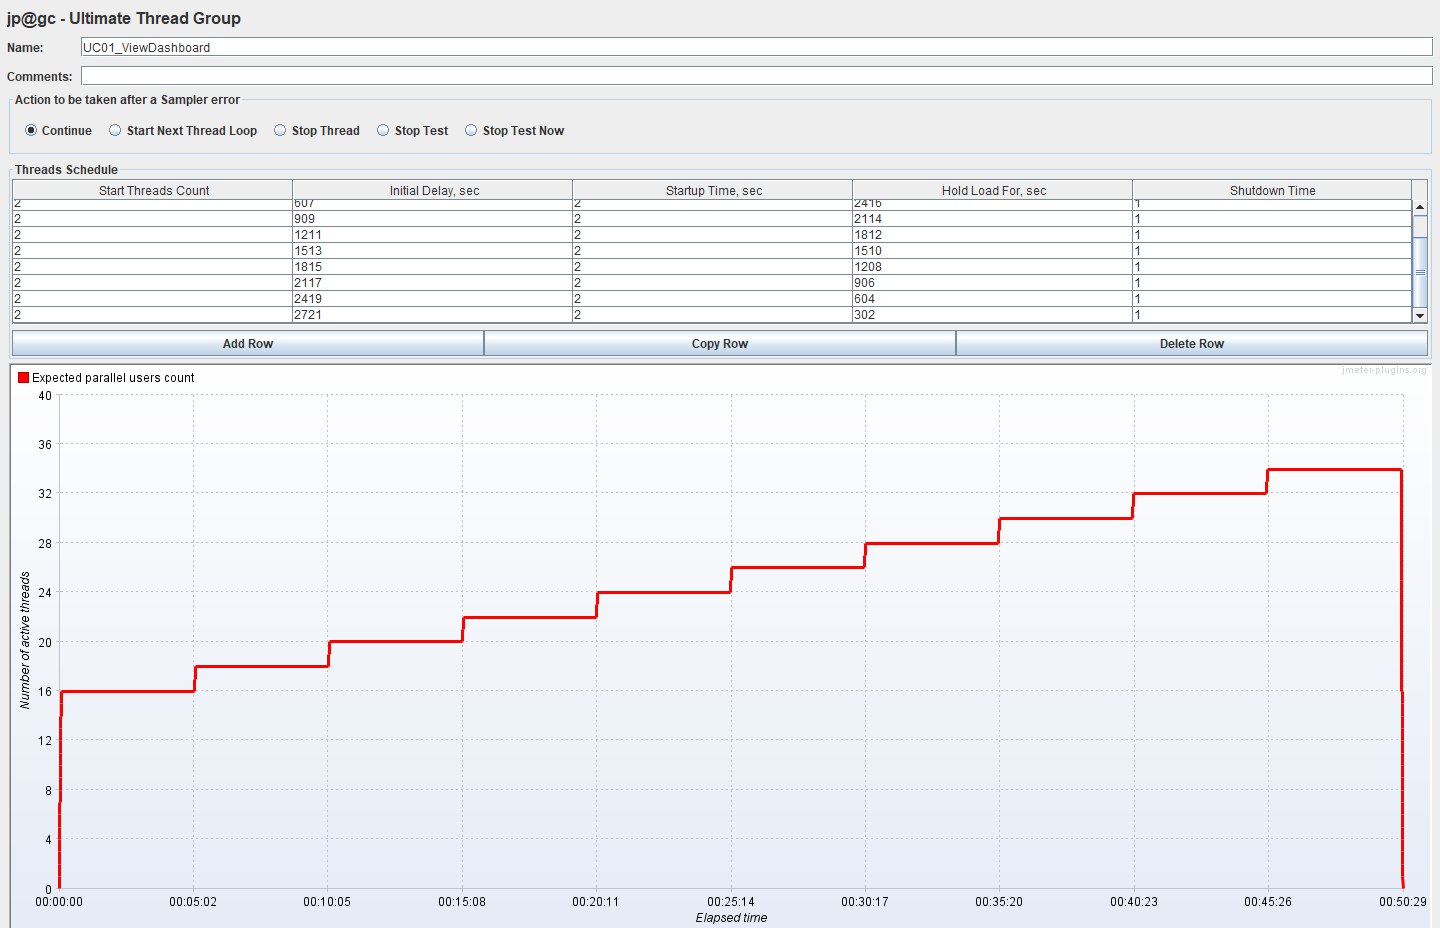 jp@gc - Ultimate Thread Group
Name: UC01_ViewDashboard
Comments:
Action to be taken after a Sampler error
Continue Start Next Thread Loop Stop Thread Stop Test Stop Test Now
Threads Schedule
Start Threads Count Initial Delay, sec Startup Time, sec Hold Load For, sec Shutdown Time
2 607 2 2416 1
2 909 2 2114 1
2 1211 2 1812 1
2 1513 2 1510 1
2 1815 2 1208 1
2 2117 2 906 1
2 2419 2 604 1
2 2721 2 302 1
Add Row Copy Row Delete Row
Expected parallel users count
jmeter-plugins.org
40
36
32
28
24
20
16
12
8
4
0
Number of active threads
00:00:00 00:05:02 00:10:05 00:15:08 00:20:11 00:25:14 00:30:17 00:35:20 00:40:23 00:45:26 00:50:29
Elapsed time